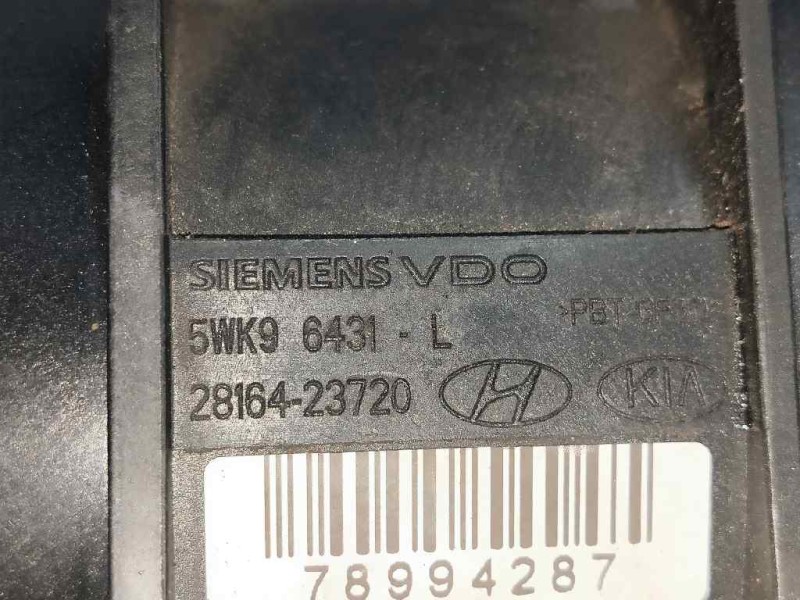 SIEMENS VDO
5WK9 6431 - L
28164-23720
KIA
78994287